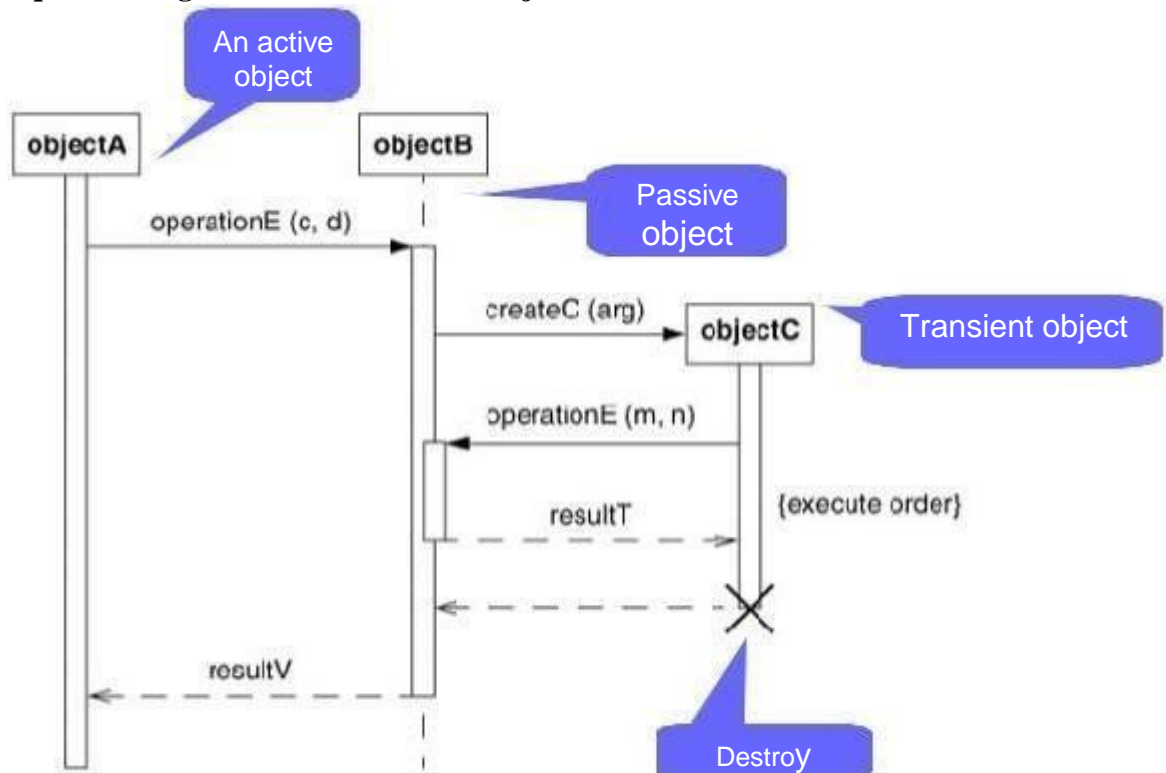 An active
object
objectA
objectB
Passive
object
operationE (c, d)
createC (arg)
objectC
Transient object
operationE (m, n)
{execute order}
resultT
resultV
Destroy